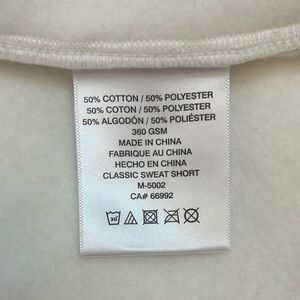 50% COTTON / 50% POLYESTER
50% COTON / 50% POLYESTER
50% ALGODÓN / 50% POLIÉSTER
360 GSM
MADE IN CHINA
FABRIQUE AU CHINA
HECHO EN CHINA
CLASSIC SWEAT SHORT
M-5002
CA# 66992
30